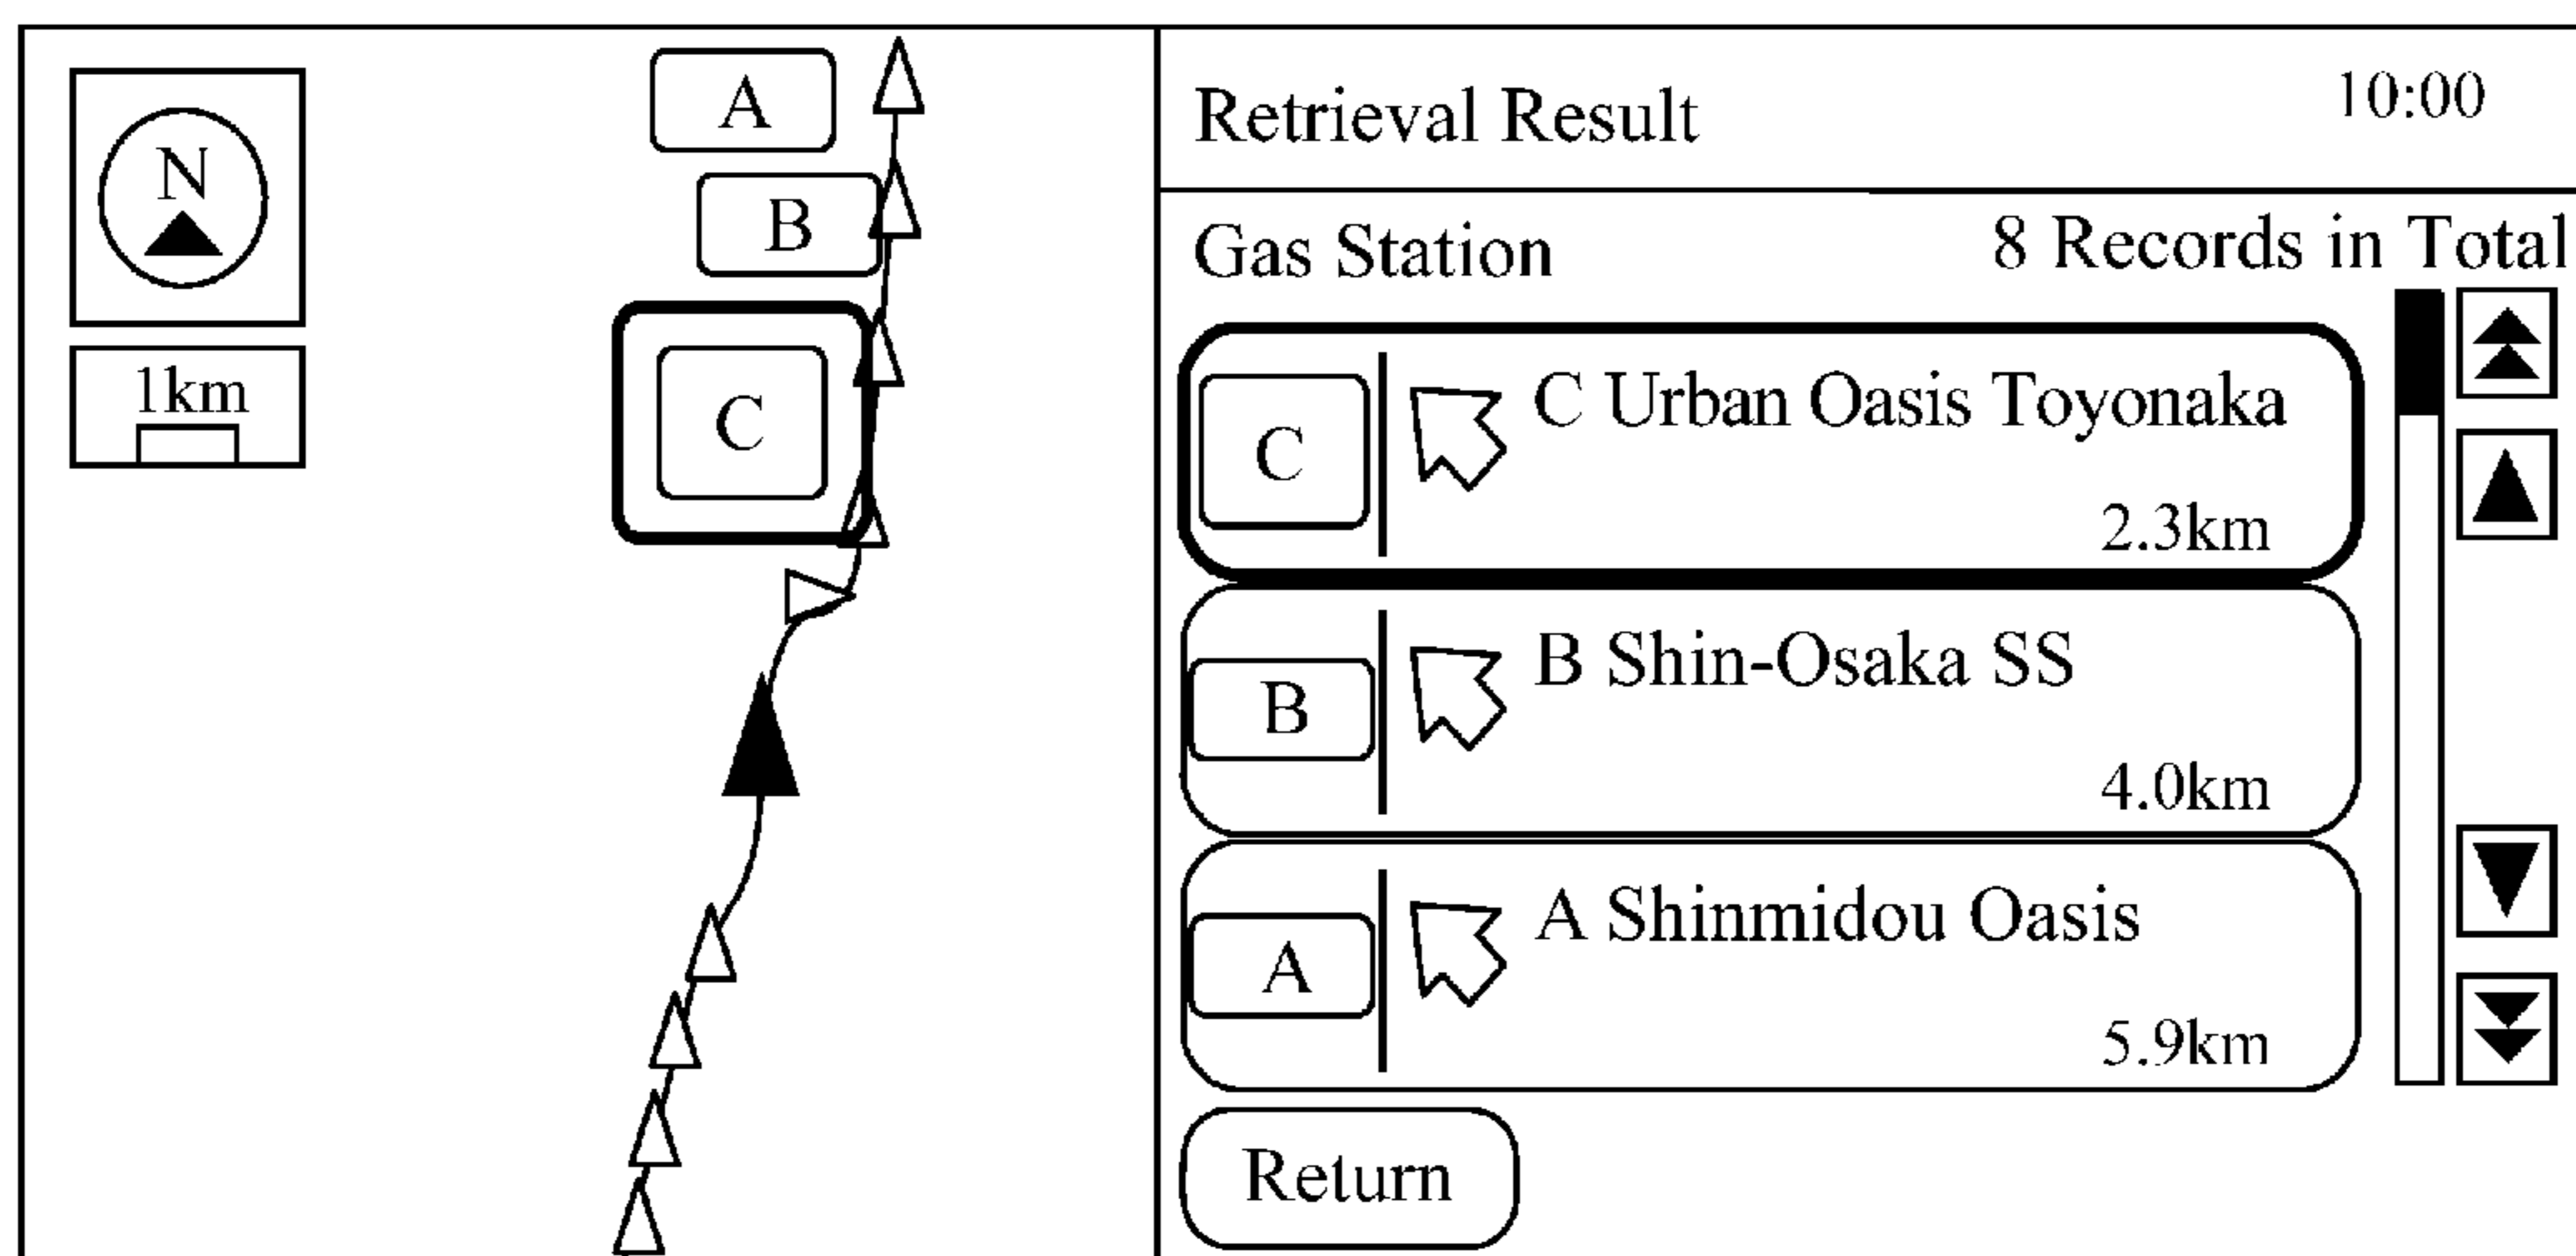 N
1km
A
B
C
Retrieval Result
10:00
Gas Station
8 Records in Total
C
C Urban Oasis Toyonaka
2.3km
B
B Shin-Osaka SS
4.0km
A
A Shinmidou Oasis
5.9km
Return